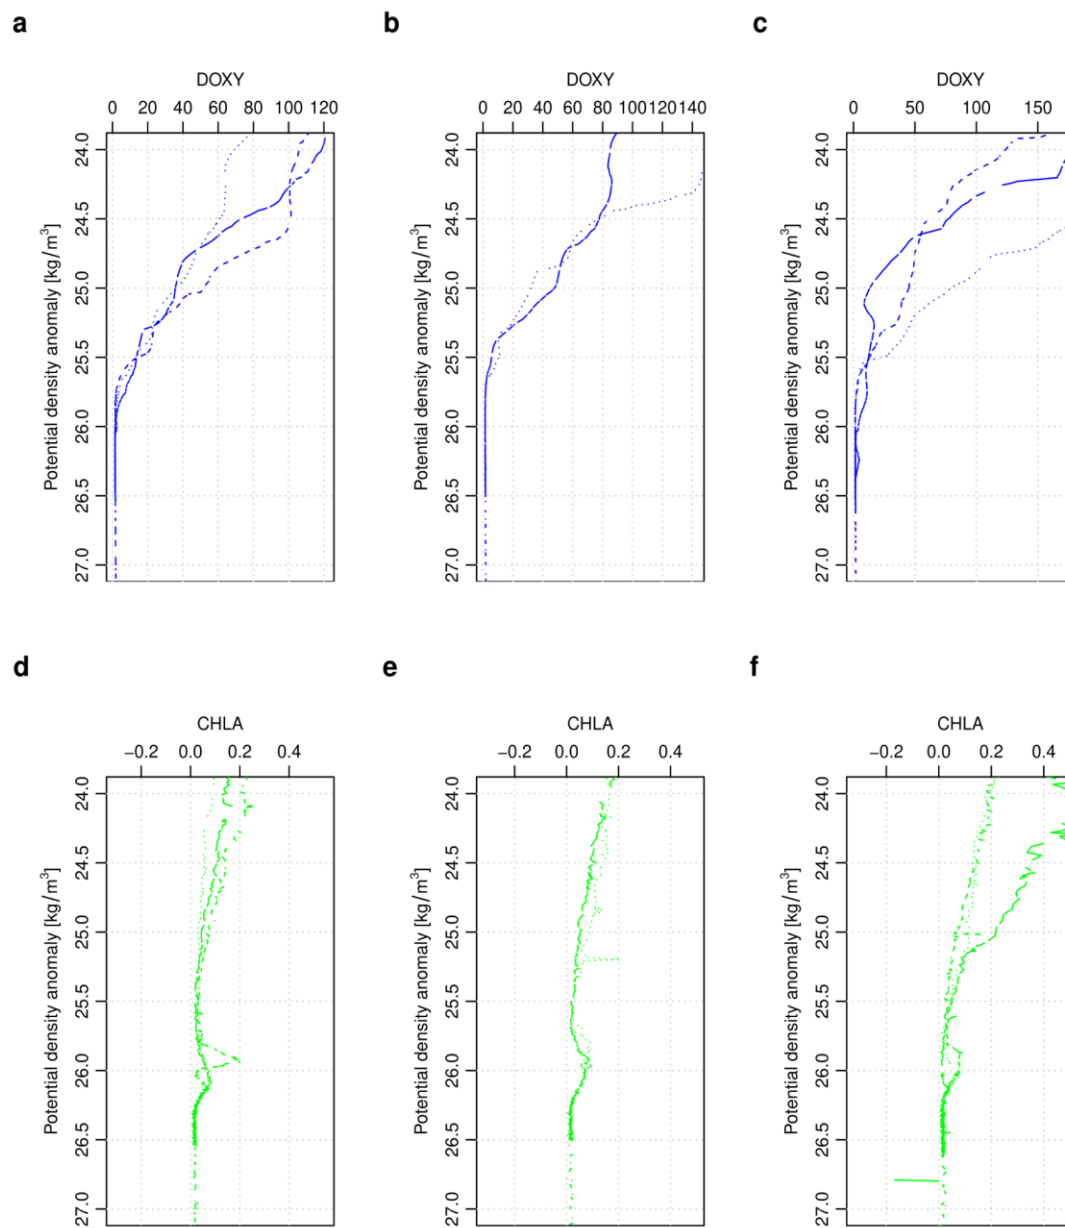 a b c
DOXY DOXY DOXY
0 20 40 60 80 100 120 0 20 40 60 80 100 120 140 0 50 100 150
24.0 24.5 25.0 25.5 26.0 26.5 27.0
Potential density anomaly [kg/m³]
24.0 24.5 25.0 25.5 26.0 26.5 27.0
Potential density anomaly [kg/m³]
24.0 24.5 25.0 25.5 26.0 26.5 27.0
Potential density anomaly [kg/m³]
d e f
CHLA CHLA CHLA
−0.2 0.0 0.2 0.4 −0.2 0.0 0.2 0.4 −0.2 0.0 0.2 0.4
24.0 24.5 25.0 25.5 26.0 26.5 27.0
Potential density anomaly [kg/m³]
24.0 24.5 25.0 25.5 26.0 26.5 27.0
Potential density anomaly [kg/m³]
24.0 24.5 25.0 25.5 26.0 26.5 27.0
Potential density anomaly [kg/m³]